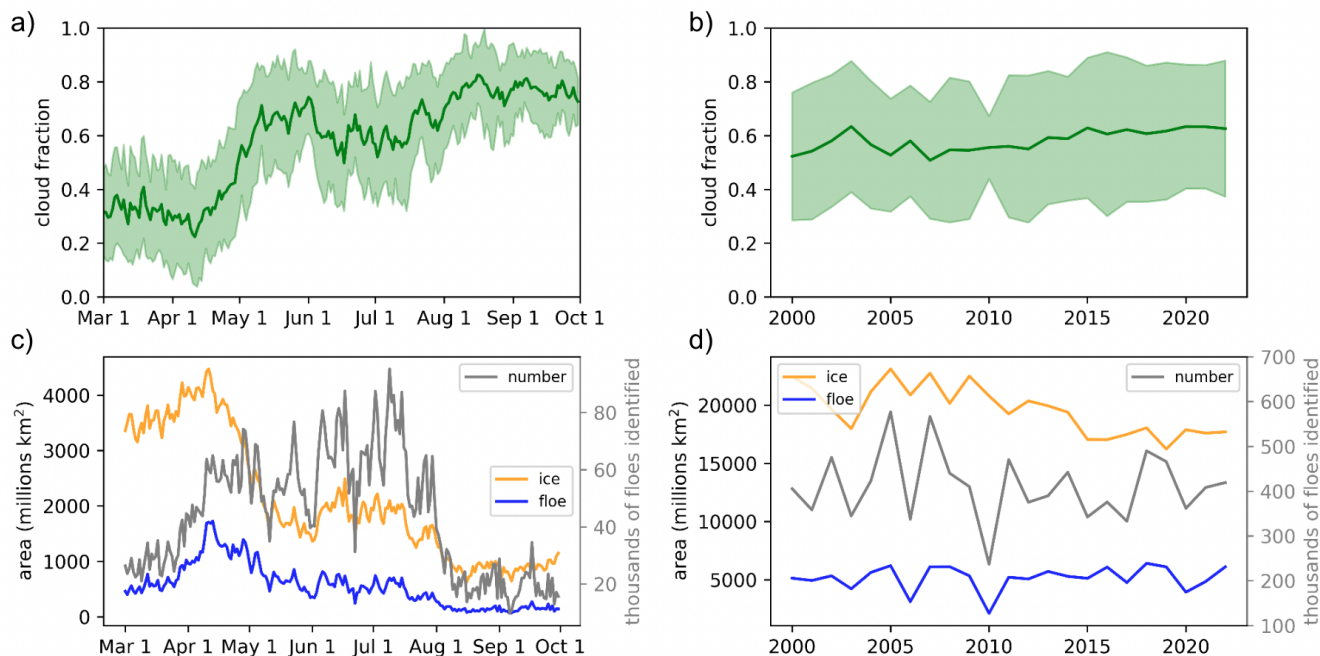 a)
1.0
0.8
0.6
0.4
0.2
0.0
cloud fraction
Mar 1 Apr 1 May 1 Jun 1 Jul 1 Aug 1 Sep 1 Oct 1
b)
1.0
0.8
0.6
0.4
0.2
0.0
cloud fraction
2000 2005 2010 2015 2020
c)
4000
3000
2000
1000
0
area (millions km²)
number
ice
floe
80
60
40
20
thousands of floes identified
Mar 1 Apr 1 May 1 Jun 1 Jul 1 Aug 1 Sep 1 Oct 1
d)
20000
15000
10000
5000
area (millions km²)
ice
floe
number
700
600
500
400
300
200
100
thousands of floes identified
2000 2005 2010 2015 2020